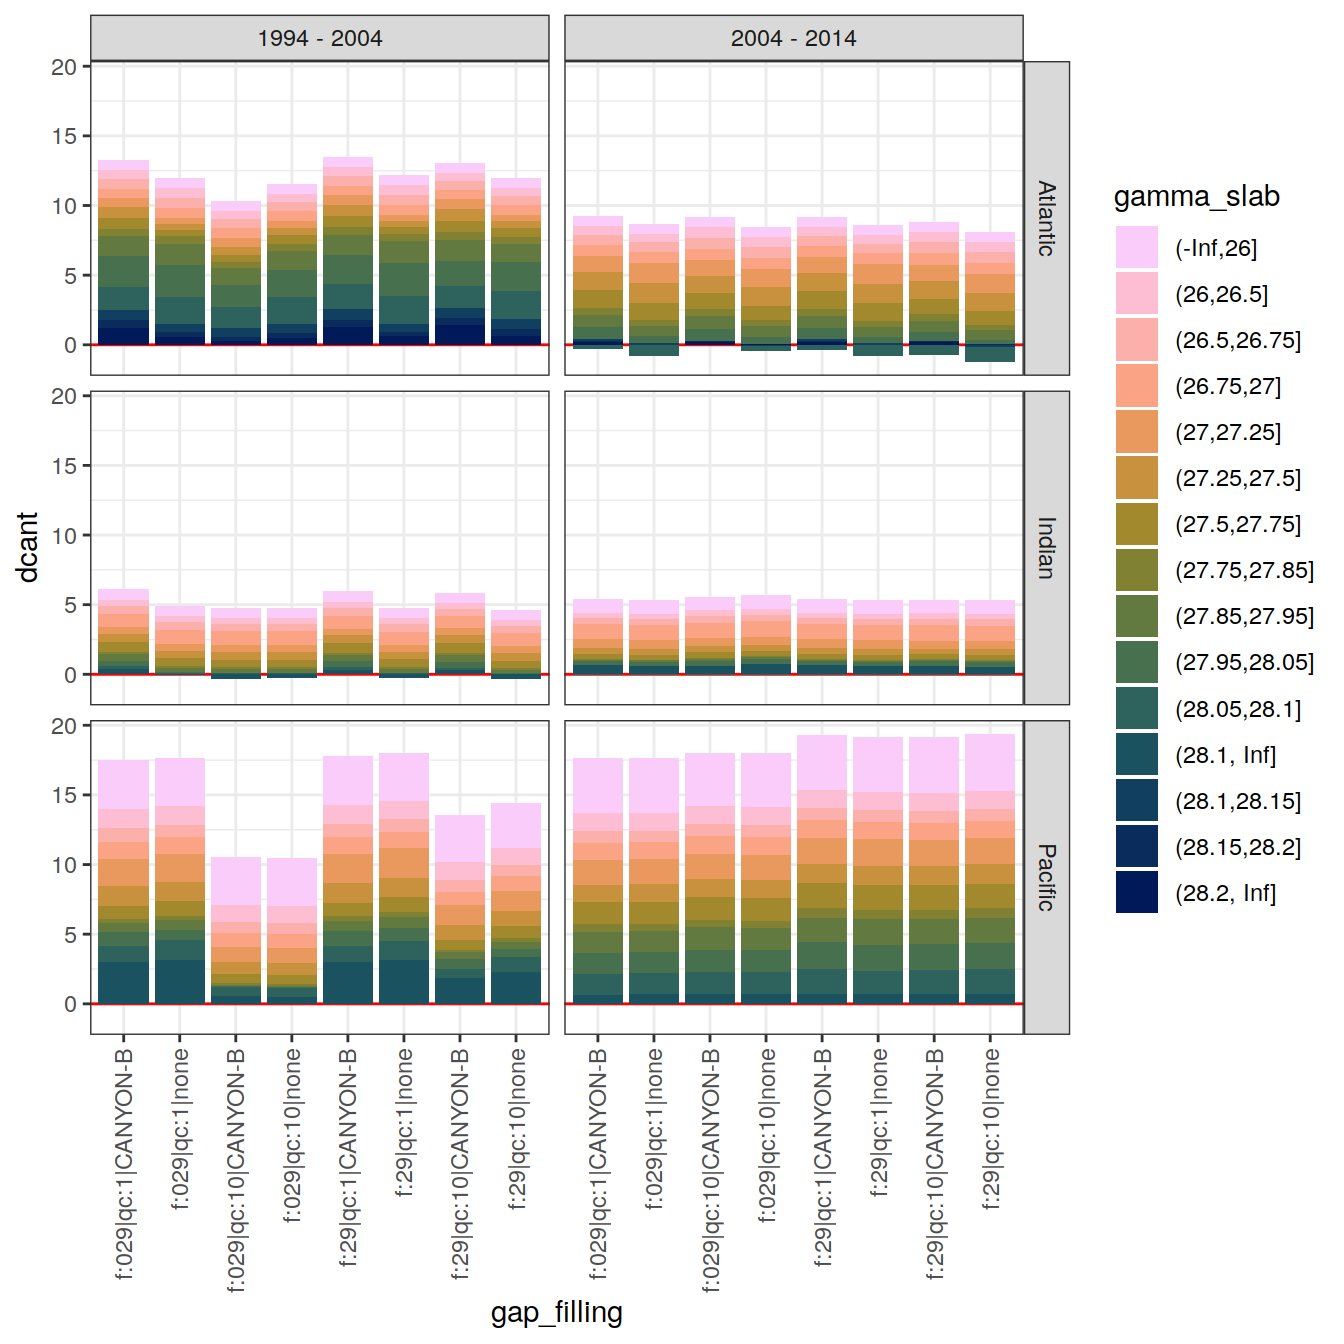 1994 - 2004
2004 - 2014
20
15
10
5
0
Atlantic
20
15
10
5
0
Indian
20
15
10
5
0
Pacific
dcant
f:029|qc:1|CANYON-B
f:029|qc:1|none
f:029|qc:10|CANYON-B
f:029|qc:10|none
f:29|qc:1|CANYON-B
f:29|qc:1|none
f:29|qc:10|CANYON-B
f:29|qc:10|none
f:029|qc:1|CANYON-B
f:029|qc:1|none
f:029|qc:10|CANYON-B
f:029|qc:10|none
f:29|qc:1|CANYON-B
f:29|qc:1|none
f:29|qc:10|CANYON-B
f:29|qc:10|none
gap_filling
gamma_slab
(-Inf,26]
(26,26.5]
(26.5,26.75]
(26.75,27]
(27,27.25]
(27.25,27.5]
(27.5,27.75]
(27.75,27.85]
(27.85,27.95]
(27.95,28.05]
(28.05,28.1]
(28.1, Inf]
(28.1,28.15]
(28.15,28.2]
(28.2, Inf]